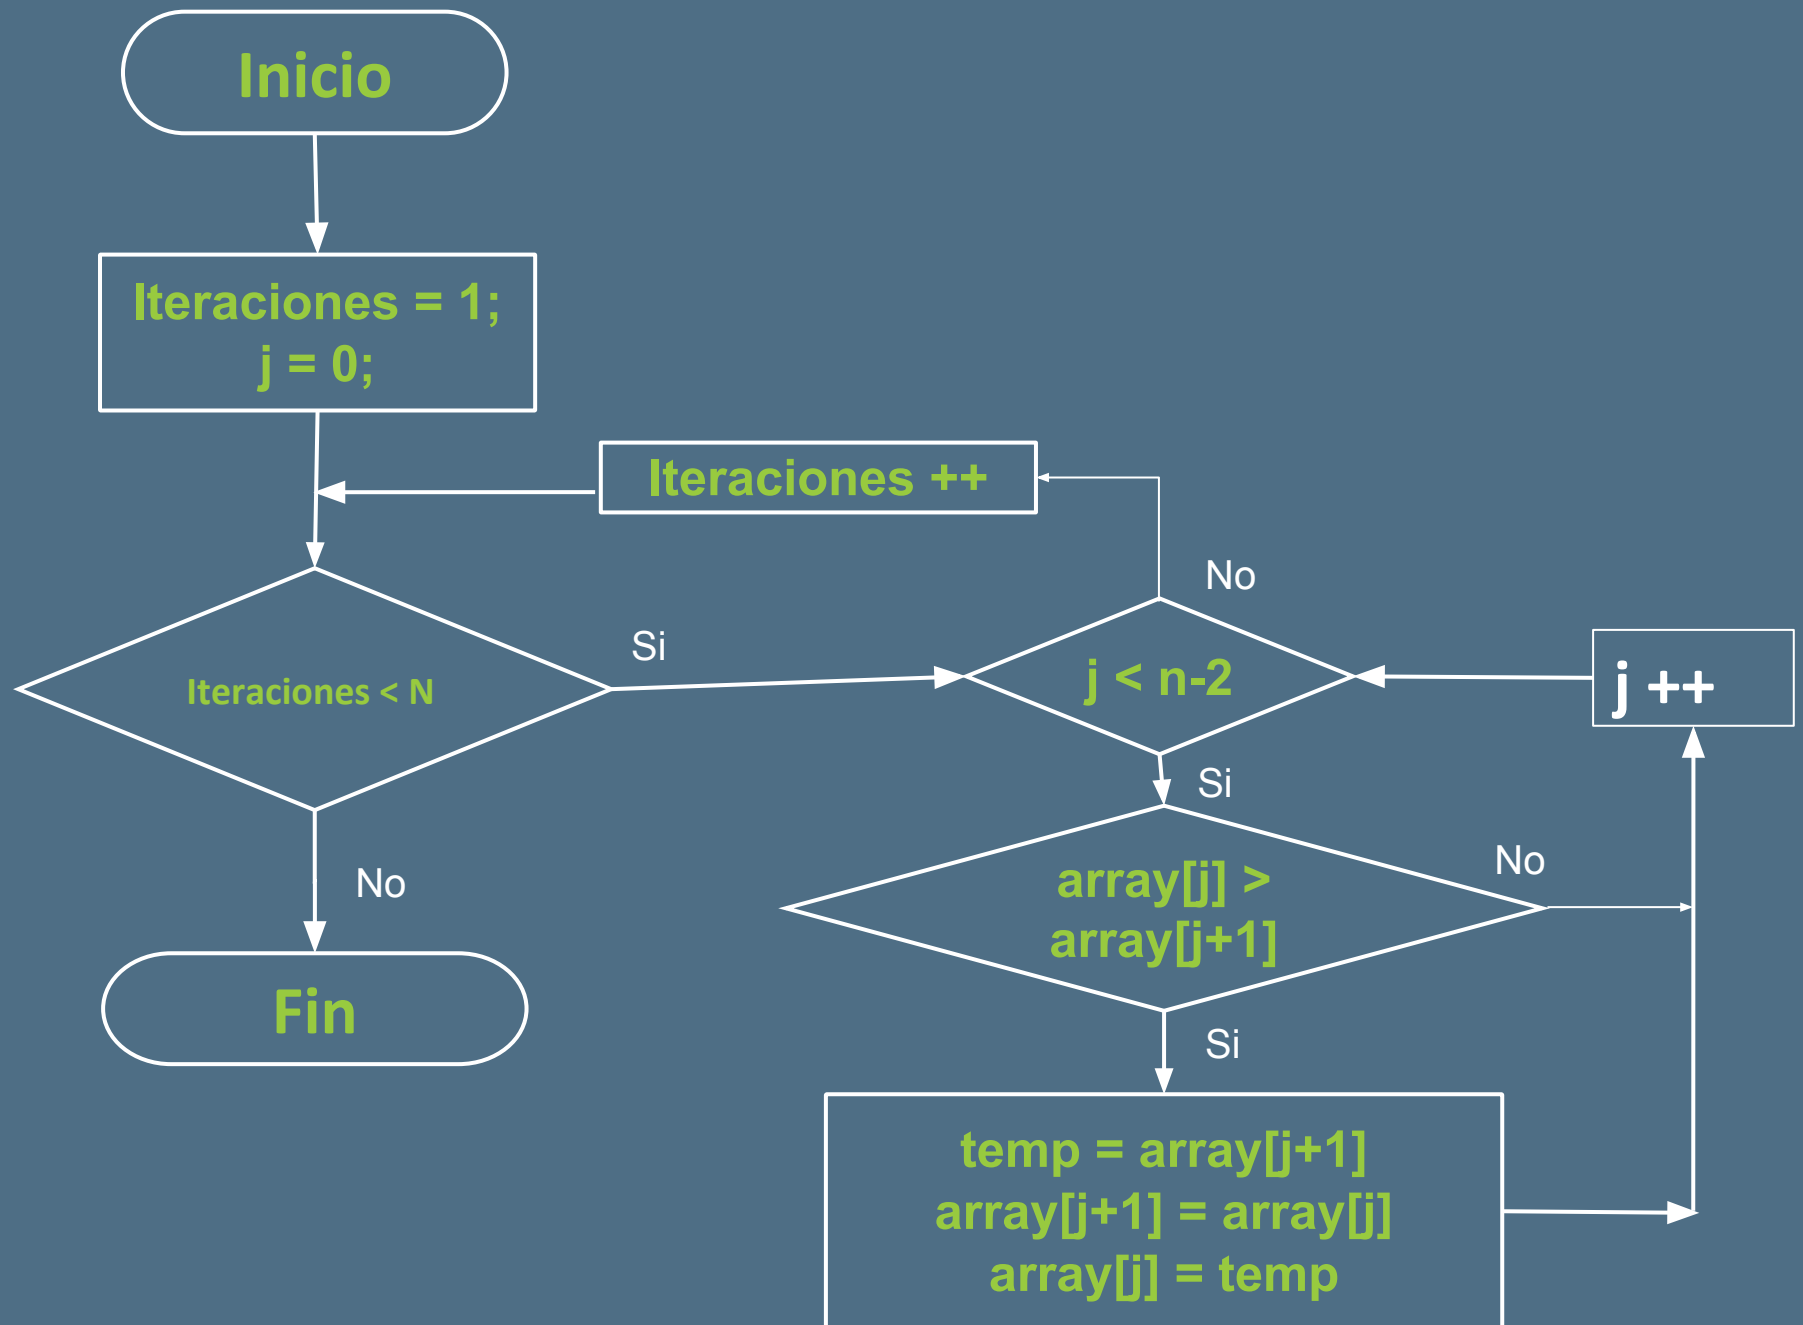 Inicio
Iteraciones = 1;
j = 0;
Iteraciones ++
No
Si
Iteraciones < N
j < n-2
j ++
Si
No
No
array[j] >
array[j+1]
Fin
Si
temp = array[j+1]
array[j+1] = array[j]
array[j] = temp